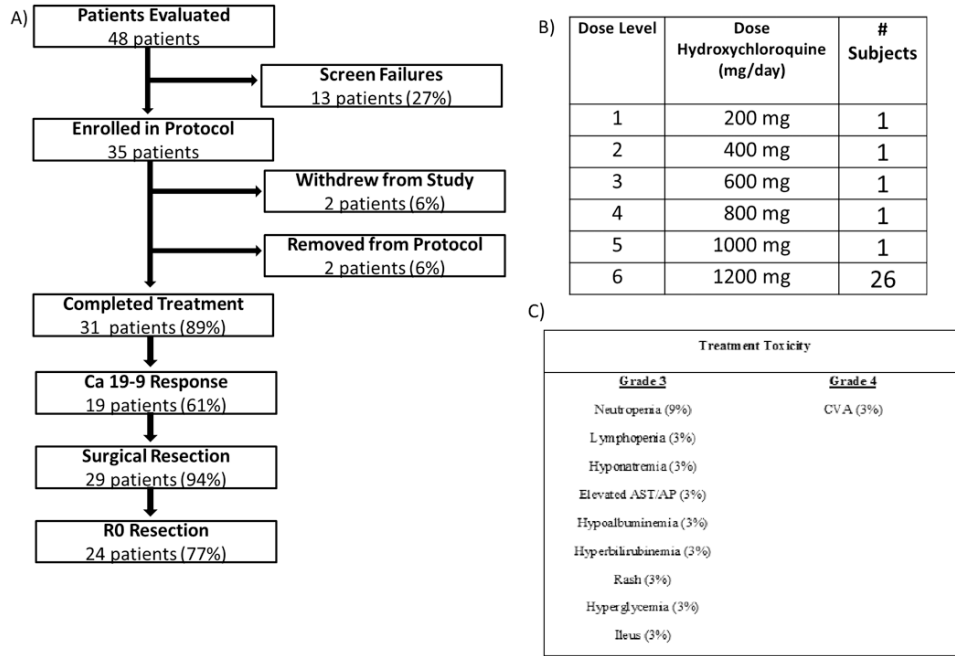 A)
Patients Evaluated
48 patients
Screen Failures
13 patients (27%)
Enrolled in Protocol
35 patients
Withdrew from Study
2 patients (6%)
Removed from Protocol
2 patients (6%)
Completed Treatment
31 patients (89%)
Ca 19-9 Response
19 patients (61%)
Surgical Resection
29 patients (94%)
R0 Resection
24 patients (77%)
B)
Dose Level Dose Hydroxychloroquine (mg/day) # Subjects
1 200 mg 1
2 400 mg 1
3 600 mg 1
4 800 mg 1
5 1000 mg 1
6 1200 mg 26
C)
Treatment Toxicity
Grade 3 Grade 4
Neutropenia (9%) CVA (3%)
Lymphopenia (3%)
Hyponatremia (3%)
Elevated AST/AP (3%)
Hypoalbuminemia (3%)
Hyperbilirubinemia (3%)
Rash (3%)
Hyperglycemia (3%)
Ileus (3%)